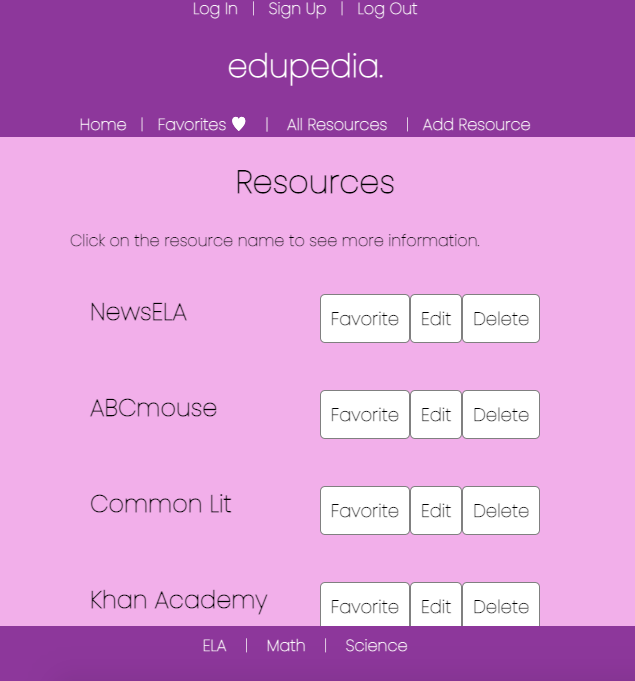 Log In | Sign Up | Log Out
edupedia.
Home | Favorites ♥ | All Resources | Add Resource
Resources
Click on the resource name to see more information.
NewsELA Favorite Edit Delete
ABCmouse Favorite Edit Delete
Common Lit Favorite Edit Delete
Khan Academy Favorite Edit Delete
ELA | Math | Science